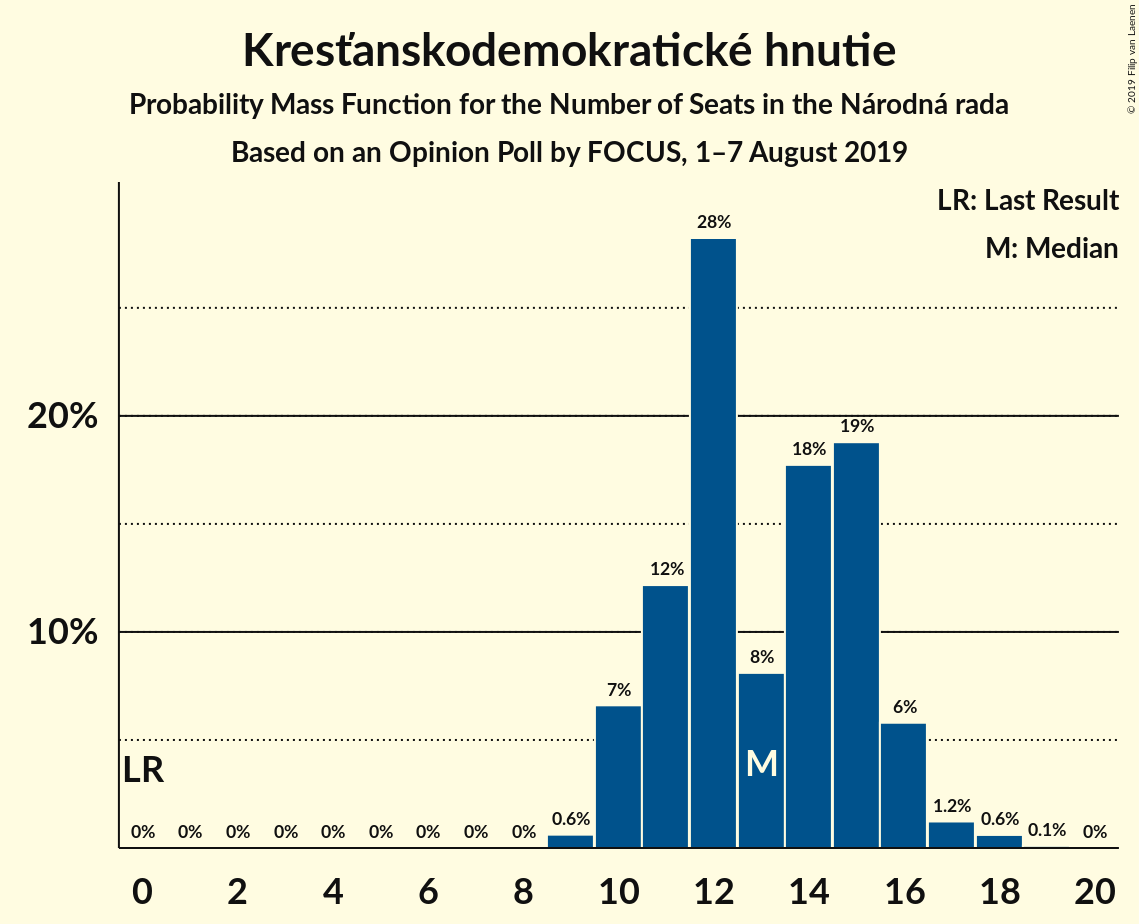 Kresťanskodemokratické hnutie
Probability Mass Function for the Number of Seats in the Národná rada
Based on an Opinion Poll by FOCUS, 1–7 August 2019
© 2019 Filip van Laenen
LR: Last Result
M: Median
28%
20%
19%
18%
12%
10%
8%
7%
6%
M
LR
0% 0% 0% 0% 0% 0% 0% 0% 0% 0.6% 1.2% 0.6% 0.1% 0%
0 2 4 6 8 10 12 14 16 18 20